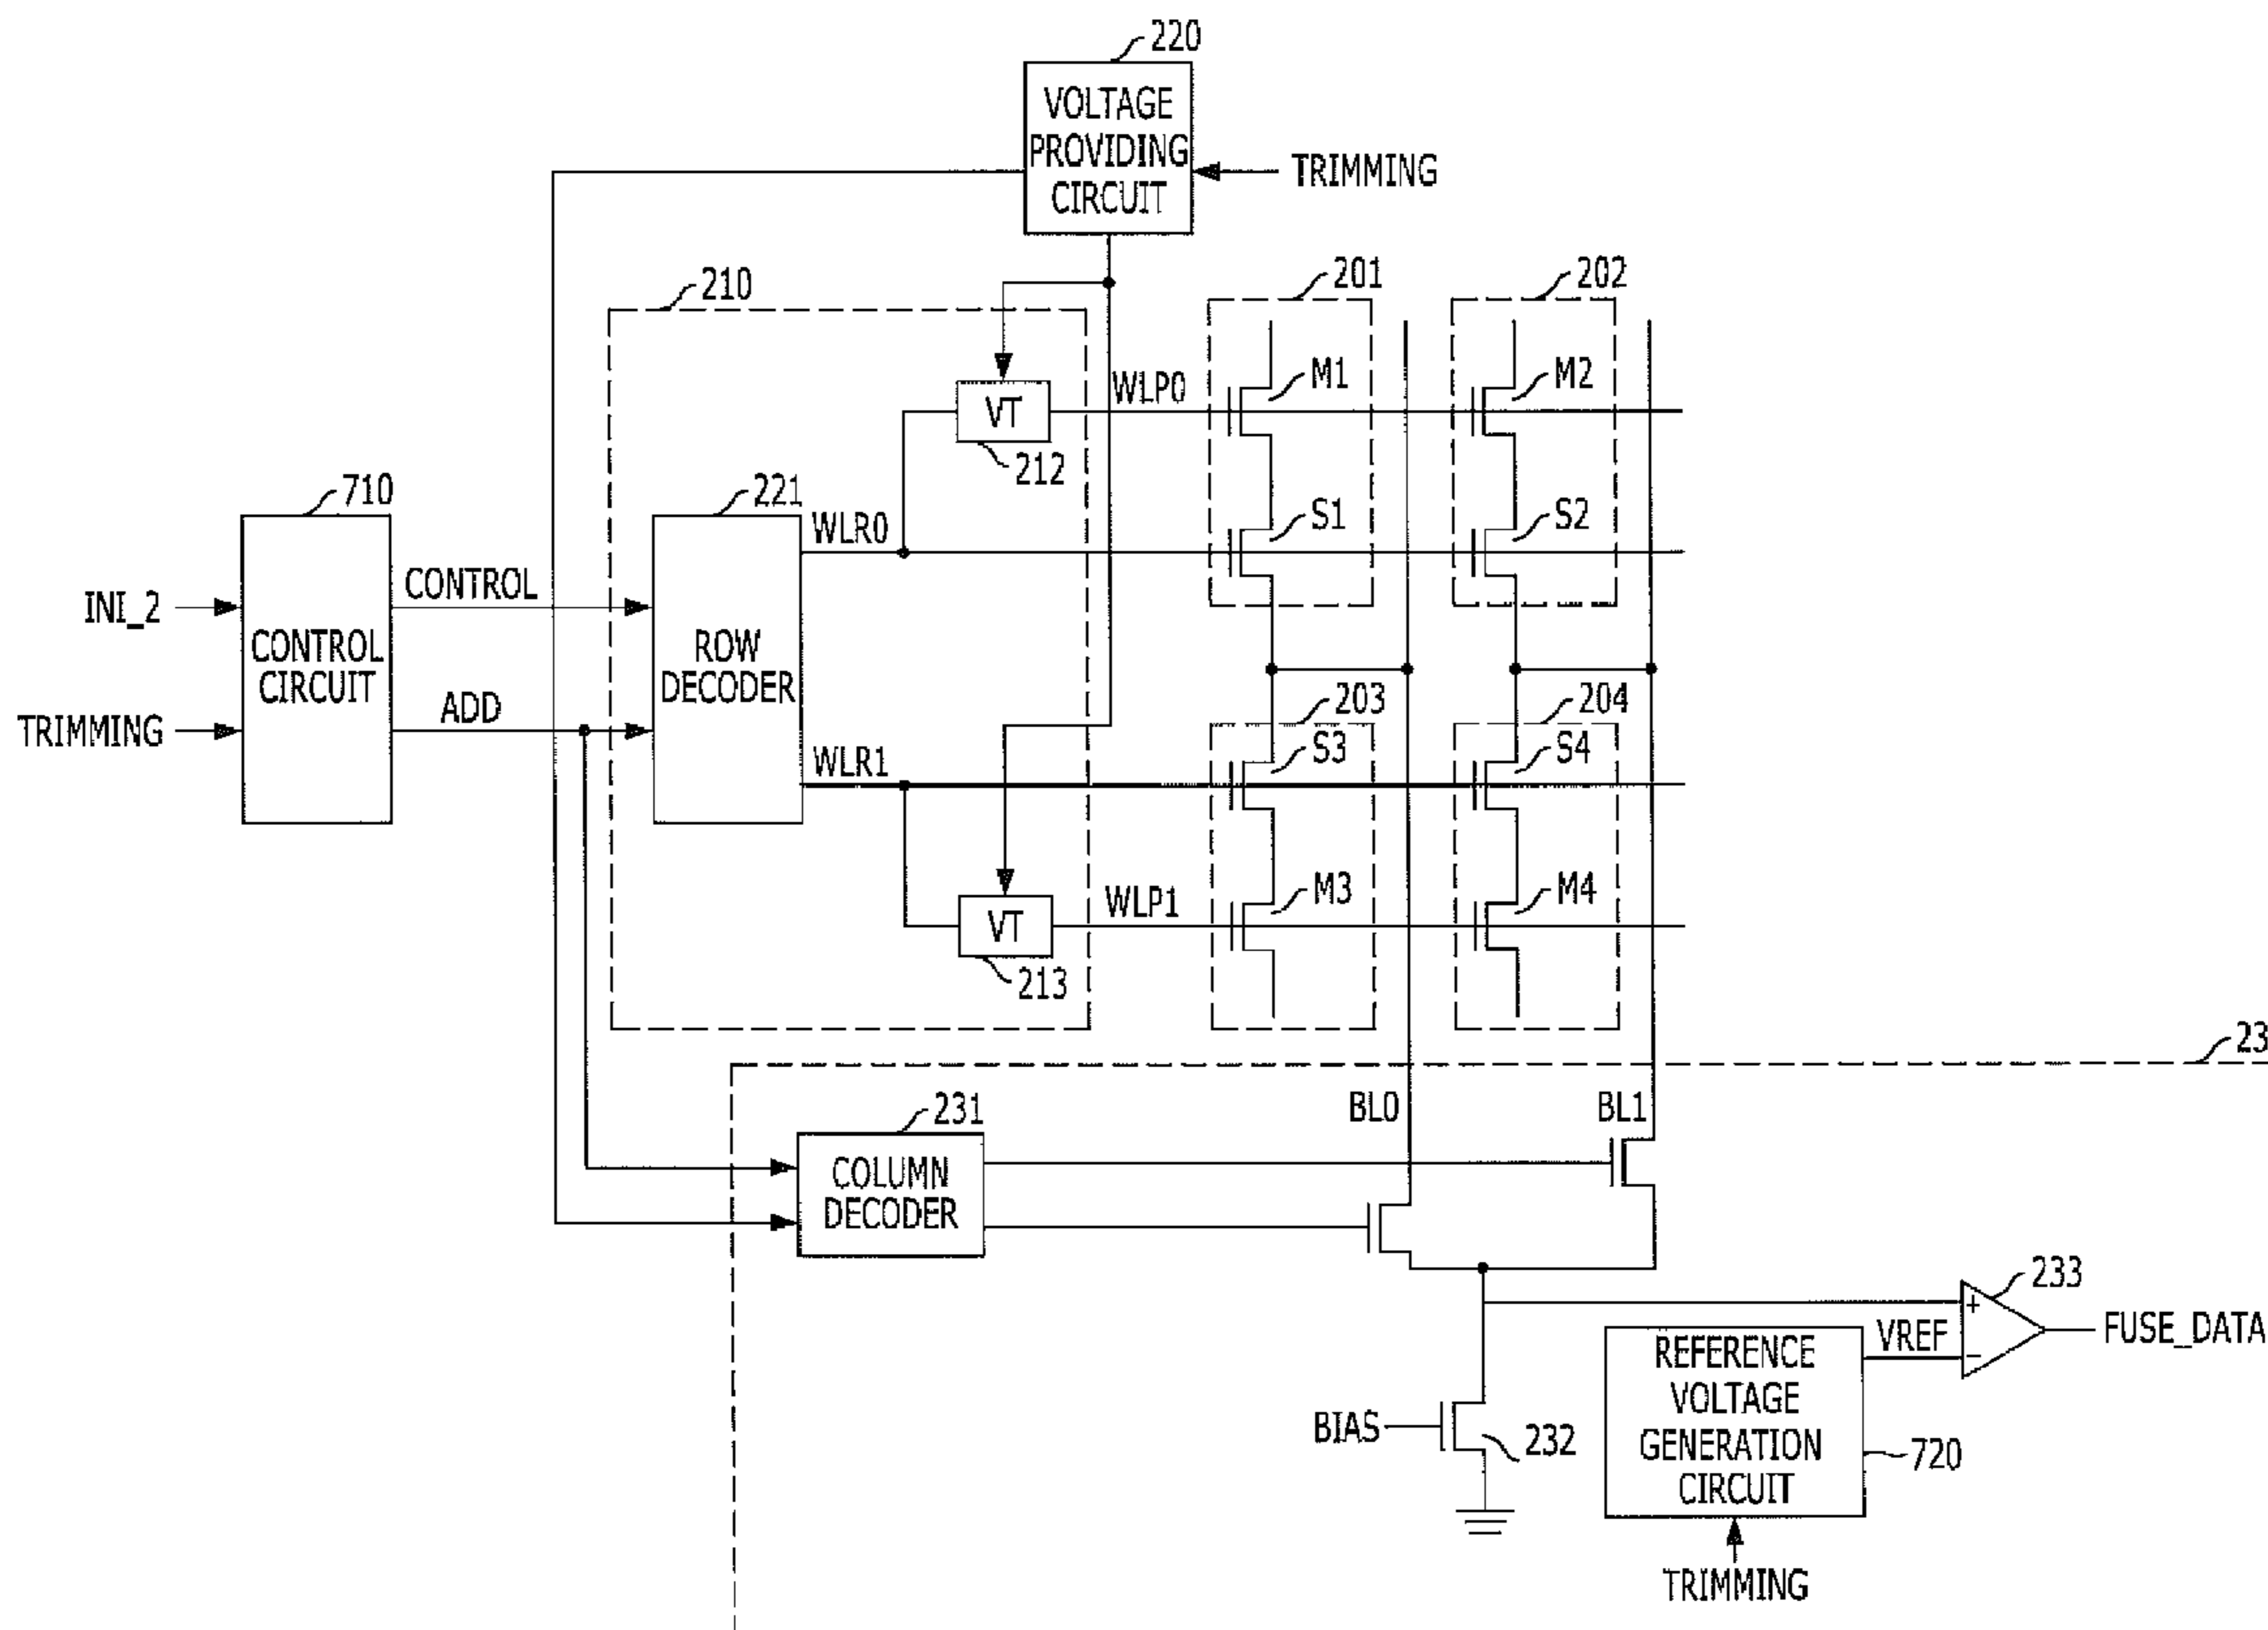 220
VOLTAGE
PROVIDING
CIRCUIT
TRIMMING
210
201
202
VT
212
WLP0
M1
M2
710
221
WLR0
S1
S2
INI_2
TRIMMING
CONTROL
CIRCUIT
CONTROL
ADD
ROW
DECODER
203
204
WLR1
S3
S4
VT
213
WLP1
M3
M4
23
231
COLUMN
DECODER
BL0
BL1
233
VREF
FUSE_DATA
REFERENCE
VOLTAGE
GENERATION
CIRCUIT
720
BIAS
232
TRIMMING
+
−